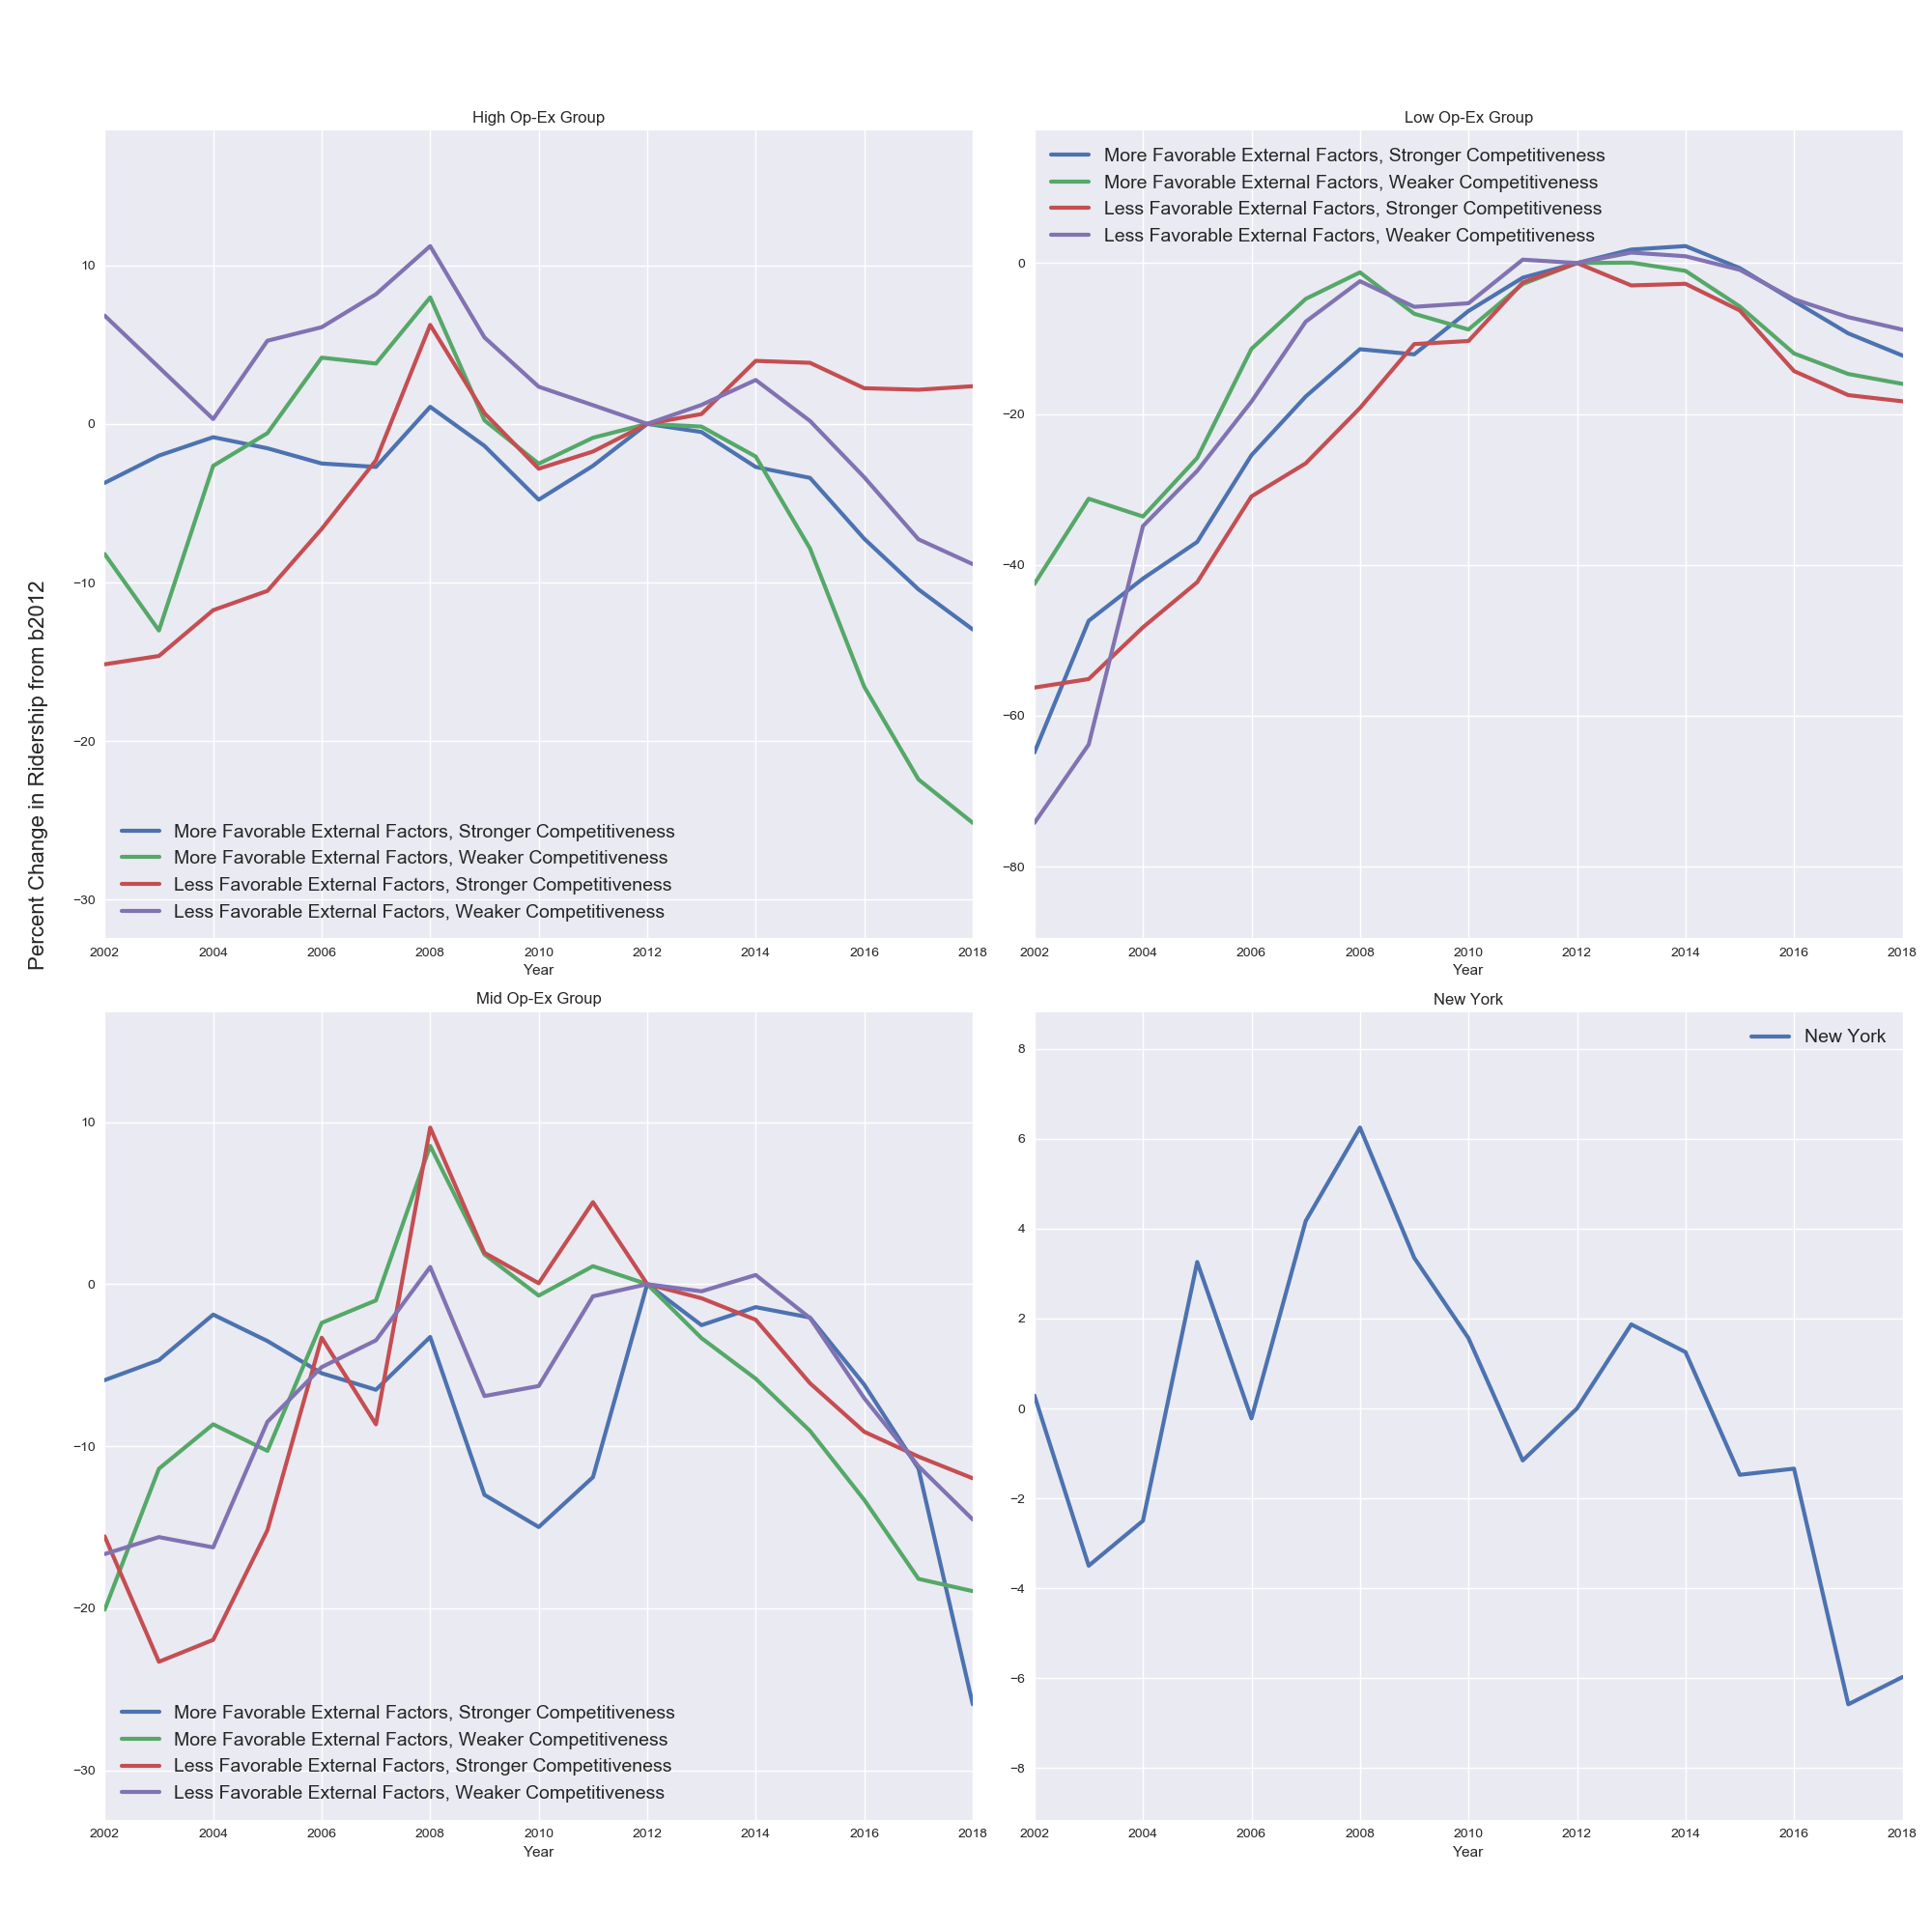 Percent Change in Ridership from b2012
High Op-Ex Group
10
0
−10
−20
−30
More Favorable External Factors, Stronger Competitiveness
More Favorable External Factors, Weaker Competitiveness
Less Favorable External Factors, Stronger Competitiveness
Less Favorable External Factors, Weaker Competitiveness
2002 2004 2006 2008 2010 2012 2014 2016 2018
Year
Low Op-Ex Group
More Favorable External Factors, Stronger Competitiveness
More Favorable External Factors, Weaker Competitiveness
Less Favorable External Factors, Stronger Competitiveness
Less Favorable External Factors, Weaker Competitiveness
0
−20
−40
−60
−80
2002 2004 2006 2008 2010 2012 2014 2016 2018
Year
Mid Op-Ex Group
10
0
−10
−20
−30
More Favorable External Factors, Stronger Competitiveness
More Favorable External Factors, Weaker Competitiveness
Less Favorable External Factors, Stronger Competitiveness
Less Favorable External Factors, Weaker Competitiveness
2002 2004 2006 2008 2010 2012 2014 2016 2018
Year
New York
New York
8
6
4
2
0
−2
−4
−6
−8
2002 2004 2006 2008 2010 2012 2014 2016 2018
Year